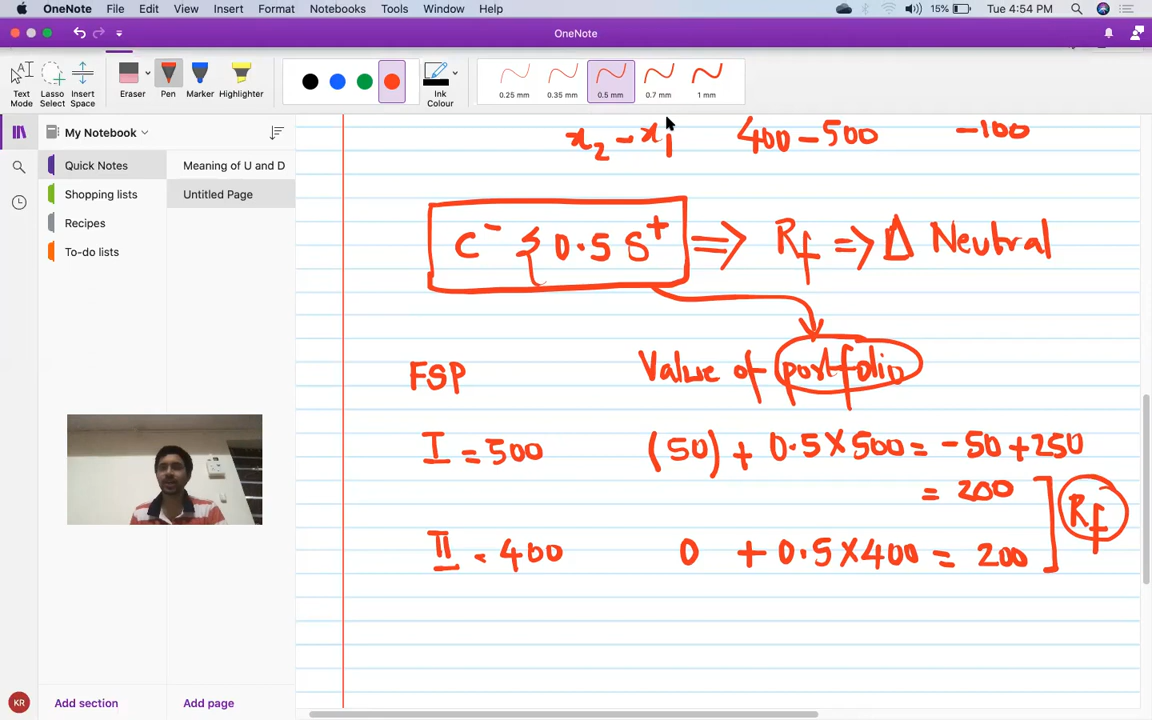 OneNote File Edit View Insert Format Notebooks Tools Window Help 15% Tue 4:54 PM
OneNote
Text Mode Lasso Select Insert Space Eraser Pen Marker Highlighter Ink Colour 0.25 mm 0.35 mm 0.5 mm 0.7 mm 1 mm
My Notebook
Quick Notes
Shopping lists
Recipes
To-do lists
Meaning of U and D
Untitled Page
x₂ - x₁ 400 - 500 -100
C⁻ { 0.5 S⁺ => Rf => Δ Neutral
FSP Value of portfolio
I = 500 (50) + 0.5 X 500 = -50 + 250
= 200
Rf
II = 400 0 + 0.5 X 400 = 200
KR Add section Add page